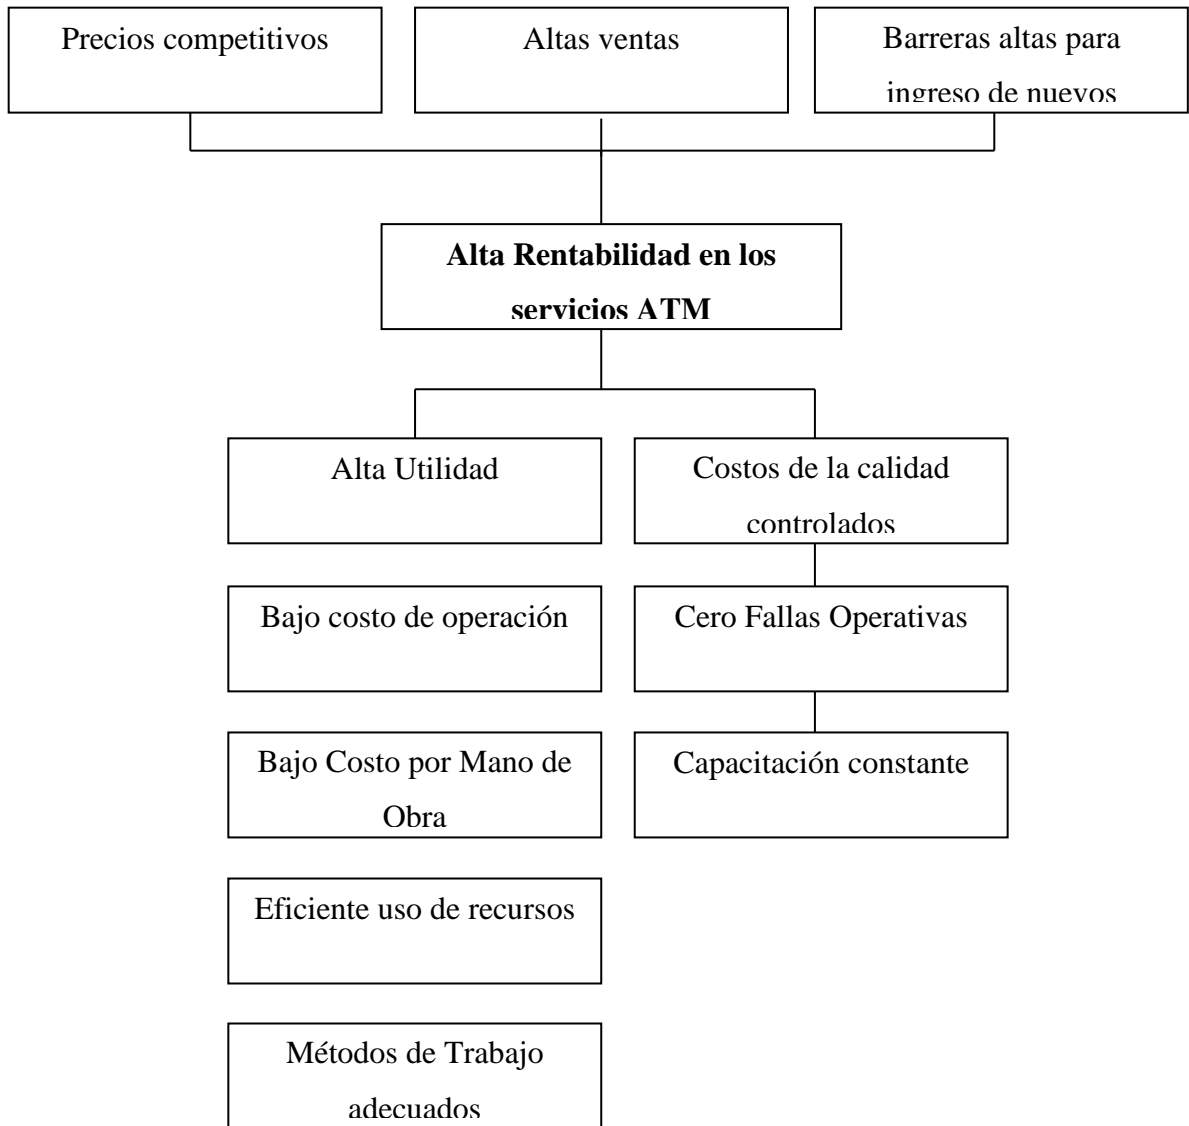 Precios competitivos
Altas ventas
Barreras altas para
ingreso de nuevos
Alta Rentabilidad en los
servicios ATM
Alta Utilidad
Costos de la calidad
controlados
Bajo costo de operación
Cero Fallas Operativas
Bajo Costo por Mano de
Obra
Capacitación constante
Eficiente uso de recursos
Métodos de Trabajo
adecuados